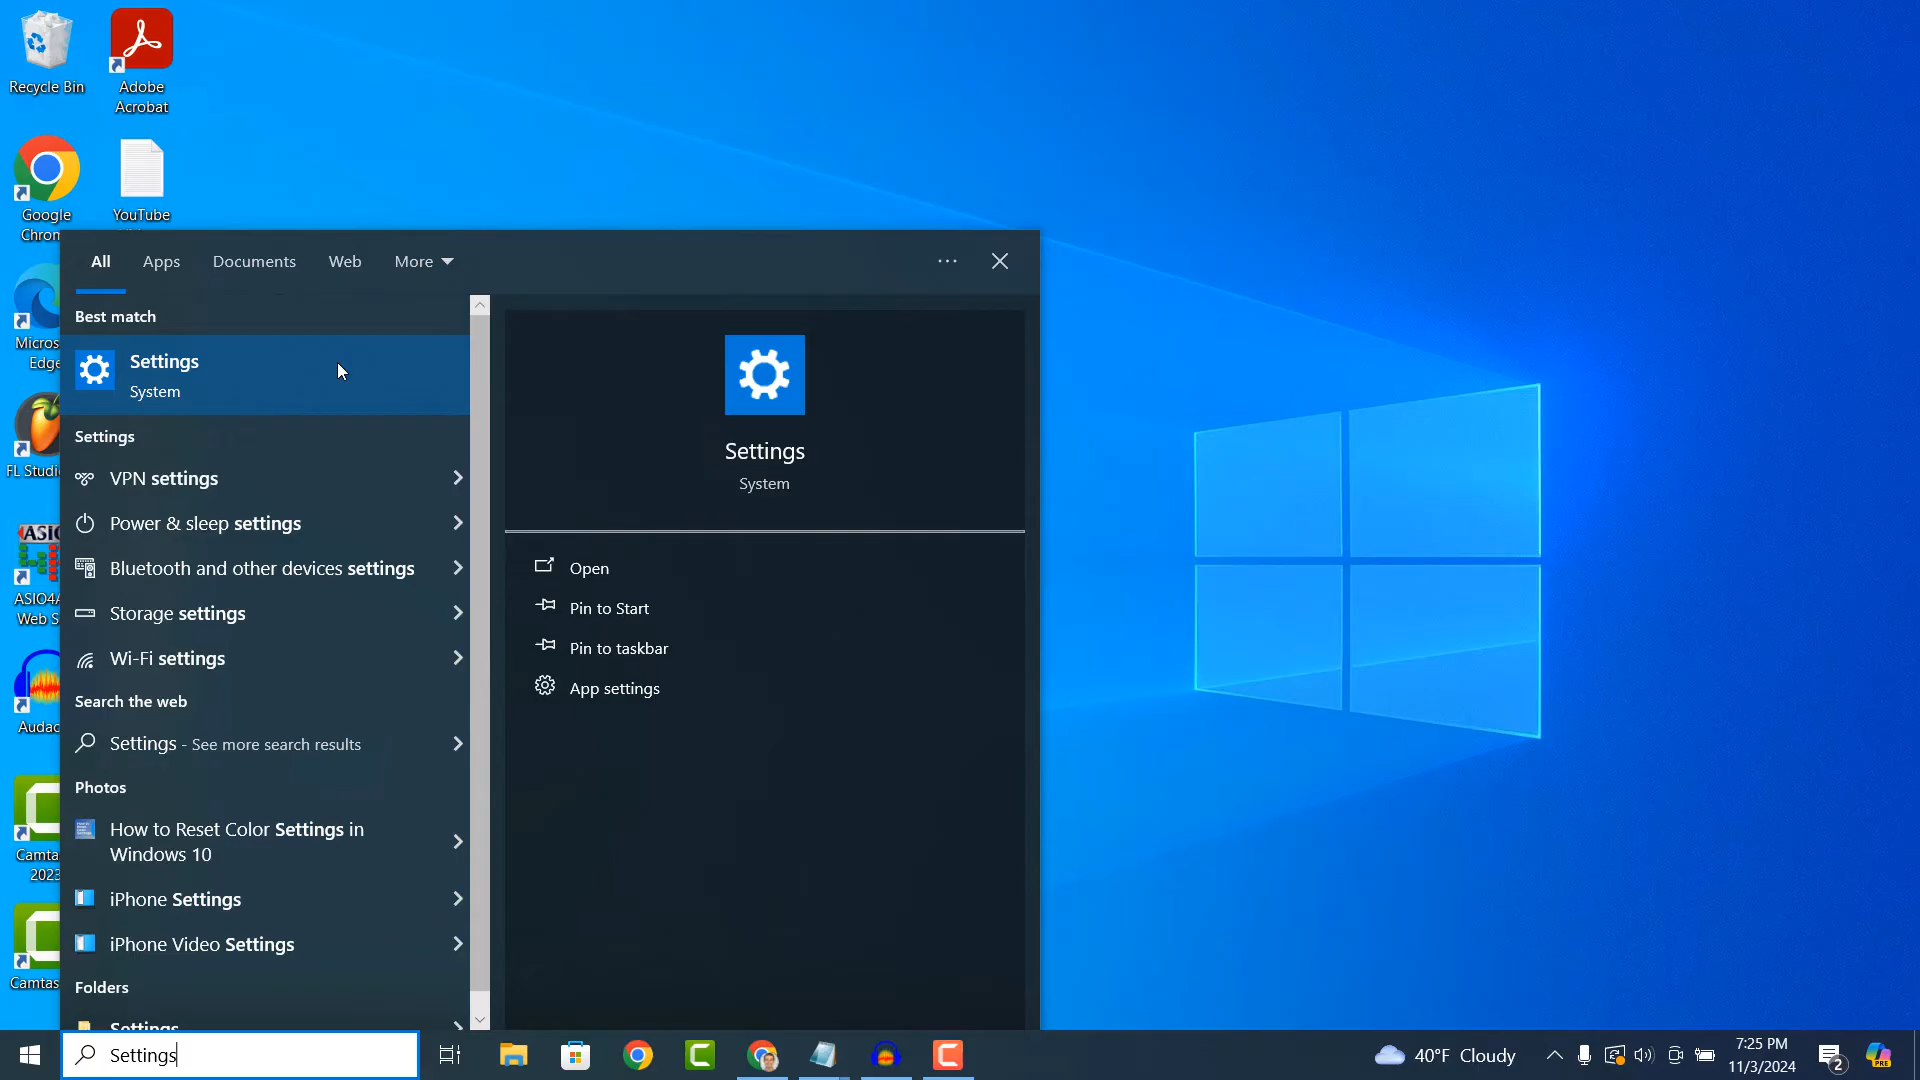 Recycle Bin
Adobe
Acrobat
Google
Chrom
YouTube
Micros
Edge
FL Studi
ASIO4A
Web S
Audac
Camta
2023
Camtas
All
Apps
Documents
Web
More
Best match
Settings
System
Settings
VPN settings
Power & sleep settings
Bluetooth and other devices settings
Storage settings
Wi-Fi settings
Search the web
Settings - See more search results
Photos
How to Reset Color Settings in
Windows 10
iPhone Settings
iPhone Video Settings
Folders
Settings
Settings
System
Open
Pin to Start
Pin to taskbar
App settings
Settings
40°F Cloudy
7:25 PM
11/3/2024
2
PRE